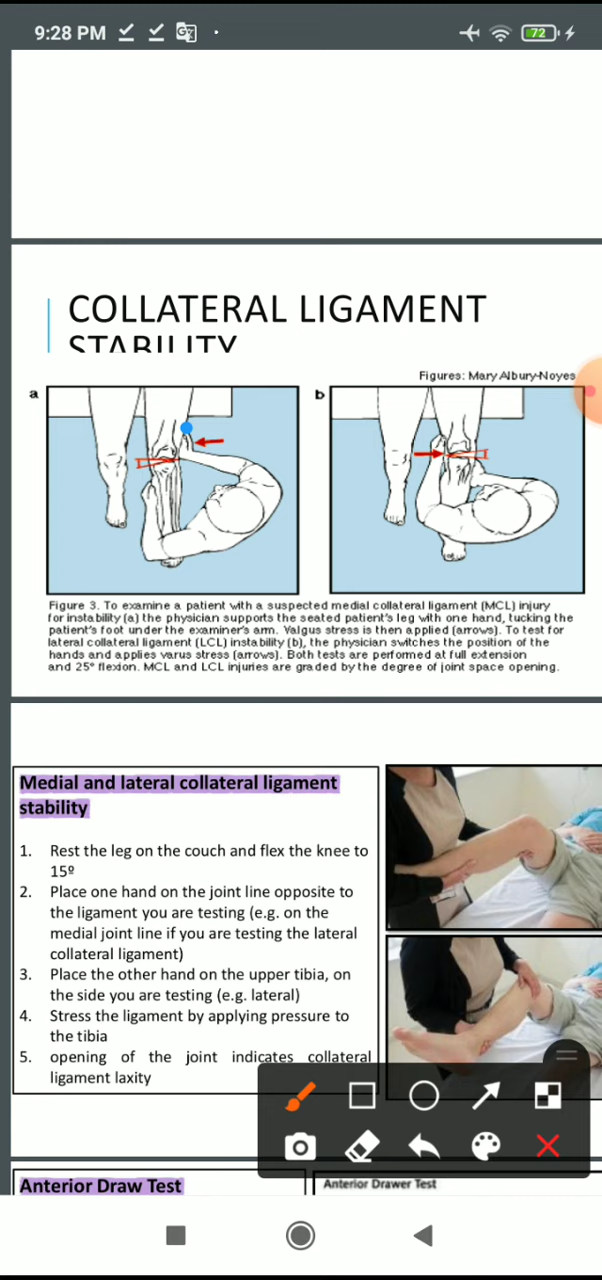 9:28 PM
72
COLLATERAL LIGAMENT
STABILITY
Figures: Mary Albury-Noyes
a
b
Figure 3. To examine a patient with a suspected medial collateral ligament (MCL) injury
for instability (a) the physician supports the seated patient's leg with one hand, tucking the
patient's foot under the examiner's arm. Valgus stress is then applied (arrows). To test for
lateral collateral ligament (LCL) instability (b), the physician switches the position of the
hands and applies varus stress (arrows). Both tests are performed at full extension
and 25° flexion. MCL and LCL injuries are graded by the degree of joint space opening.
Medial and lateral collateral ligament
stability
1. Rest the leg on the couch and flex the knee to
15º
2. Place one hand on the joint line opposite to
the ligament you are testing (e.g. on the
medial joint line if you are testing the lateral
collateral ligament)
3. Place the other hand on the upper tibia, on
the side you are testing (e.g. lateral)
4. Stress the ligament by applying pressure to
the tibia
5. opening of the joint indicates collateral
ligament laxity
Anterior Draw Test
Anterior Drawer Test